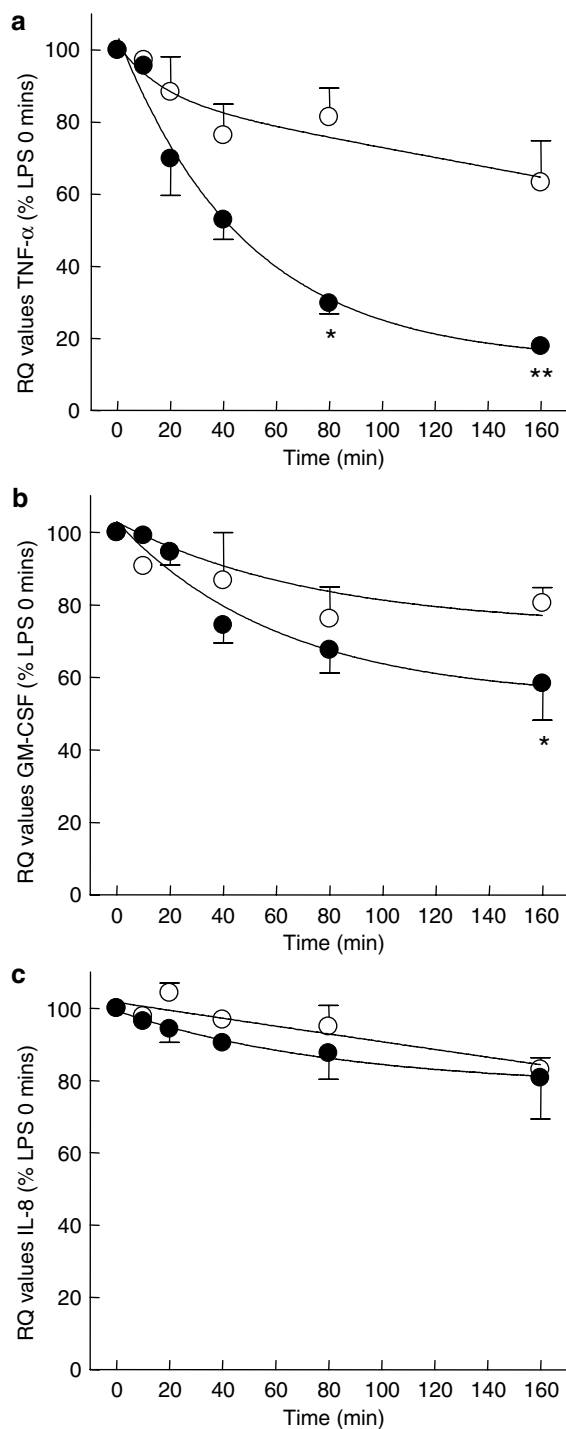 a
RQ values TNF-α (% LPS 0 mins)
100
80
60
40
20
0
*
**
0 20 40 60 80 100 120 140 160
Time (min)
b
RQ values GM-CSF (% LPS 0 mins)
100
80
60
40
20
0
*
0 20 40 60 80 100 120 140 160
Time (min)
c
RQ values IL-8 (% LPS 0 mins)
100
80
60
40
20
0
0 20 40 60 80 100 120 140 160
Time (min)